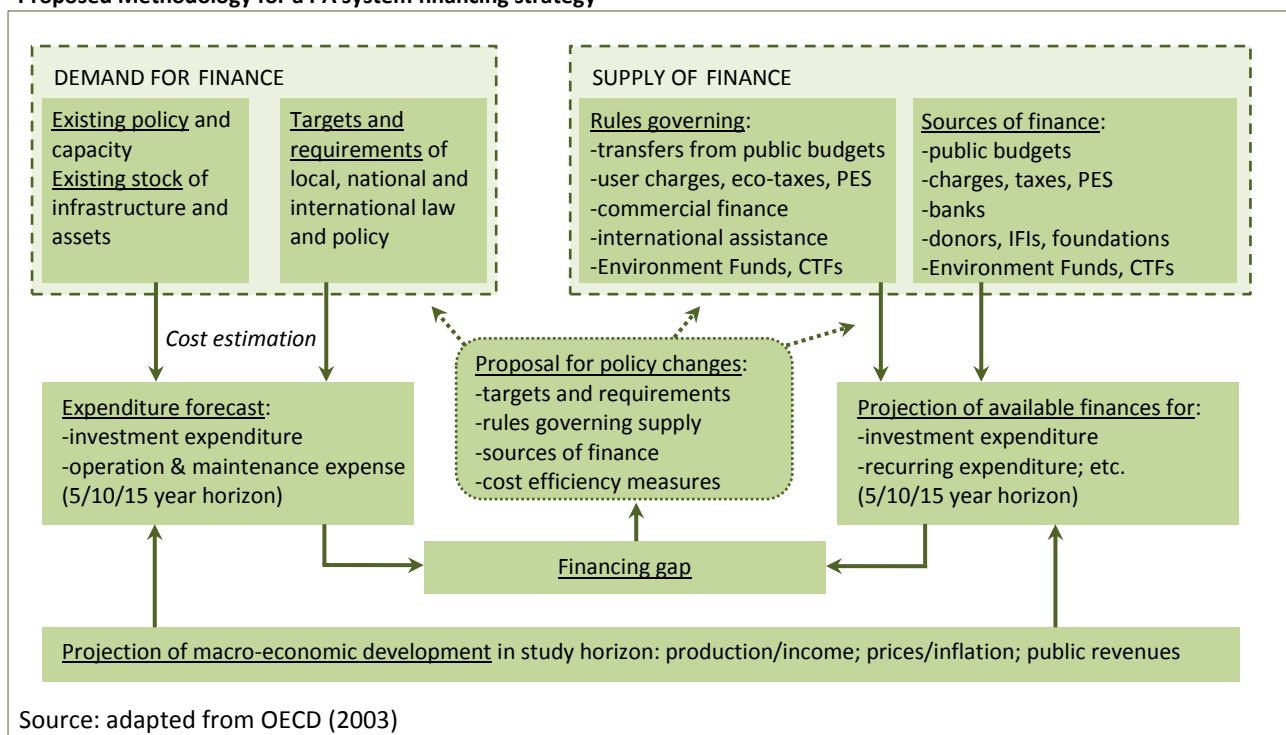 Proposed Methodology for a PA system financing strategy
DEMAND FOR FINANCE
Existing policy and
capacity
Existing stock of
infrastructure and
assets
Targets and
requirements of
local, national and
international law
and policy
SUPPLY OF FINANCE
Rules governing:
-transfers from public budgets
-user charges, eco-taxes, PES
-commercial finance
-international assistance
-Environment Funds, CTFs
Sources of finance:
-public budgets
-charges, taxes, PES
-banks
-donors, IFIs, foundations
-Environment Funds, CTFs
Cost estimation
Expenditure forecast:
-investment expenditure
-operation & maintenance expense
(5/10/15 year horizon)
Proposal for policy changes:
-targets and requirements
-rules governing supply
-sources of finance
-cost efficiency measures
Projection of available finances for:
-investment expenditure
-recurring expenditure; etc.
(5/10/15 year horizon)
Financing gap
Projection of macro-economic development in study horizon: production/income; prices/inflation; public revenues
Source: adapted from OECD (2003)